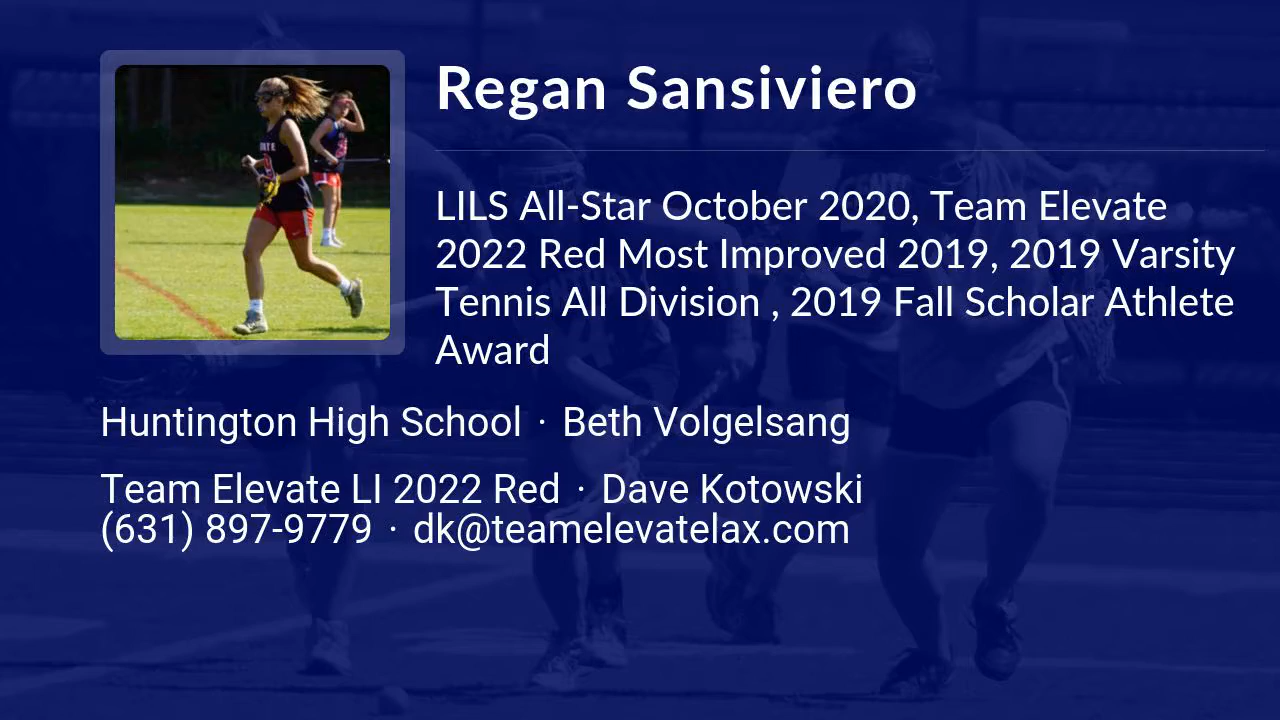 Regan Sansiviero
LILS All-Star October 2020, Team Elevate
2022 Red Most Improved 2019, 2019 Varsity
Tennis All Division , 2019 Fall Scholar Athlete
Award
Huntington High School · Beth Volgelsang
Team Elevate LI 2022 Red · Dave Kotowski
(631) 897-9779 · dk@teamelevatelax.com